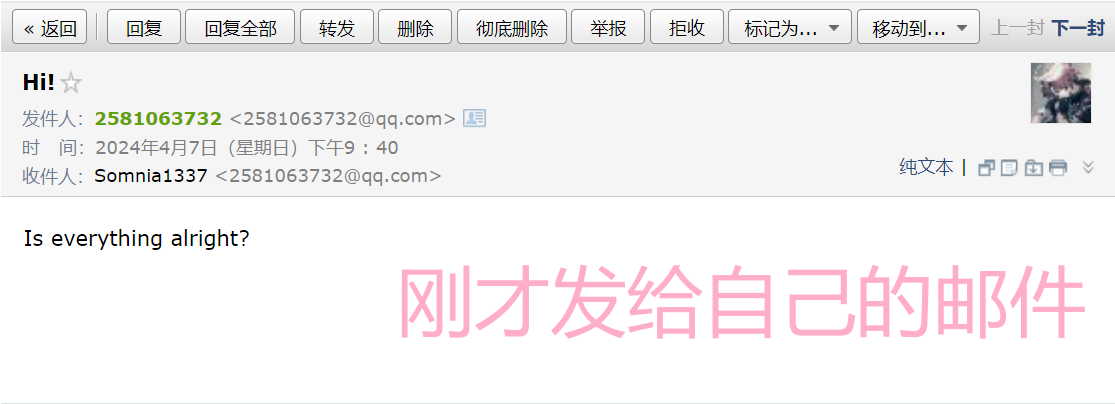 « 返回 回复 回复全部 转发 删除 彻底删除 举报 拒收 标记为... 移动到... 上一封 下一封
Hi!
发件人：2581063732 <2581063732@qq.com>
时　间：2024年4月7日（星期日）下午9：40
收件人：Somnia1337 <2581063732@qq.com>
纯文本 |
Is everything alright?
刚才发给自己的邮件